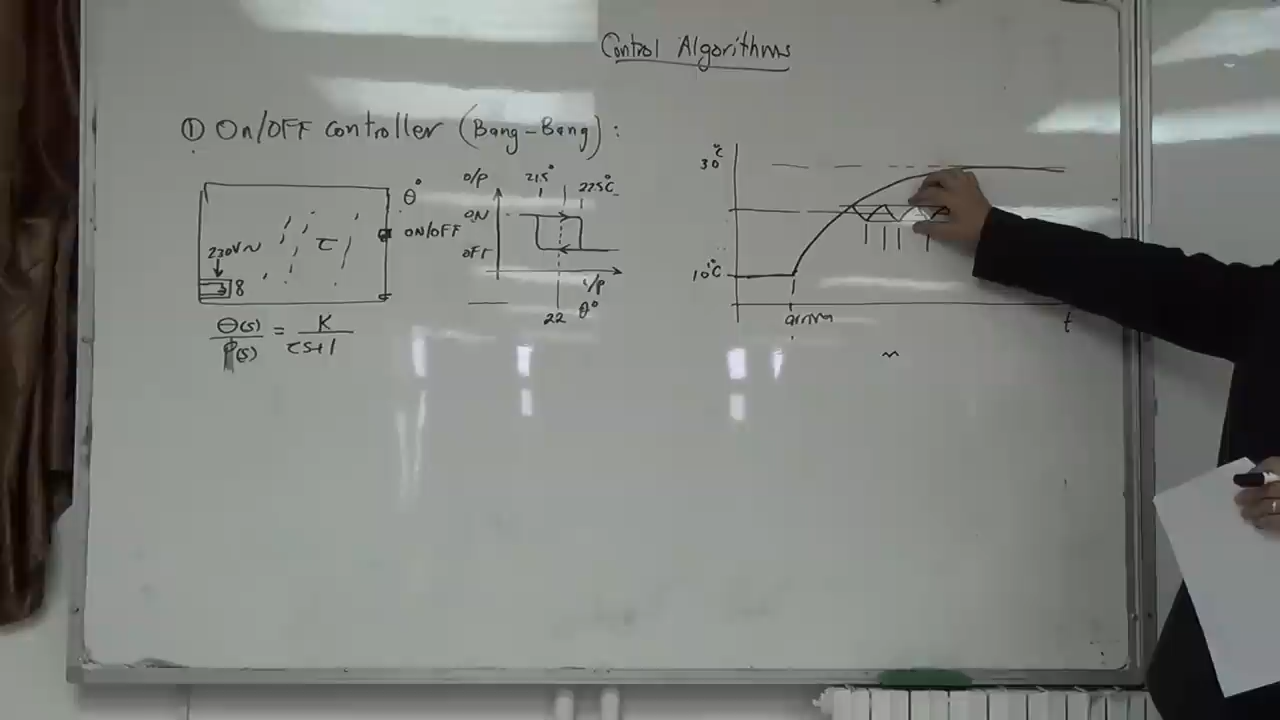 Control Algorithms
① On/OFF Controller (Bang-Bang):
θ°
ON/OFF
230V~
τ
8
Θ(s)/P(s) = K/τs+1
O/P
21.5°
22.5°C
ON
OFF
i/p
θ°
22
30°C
10°C
t